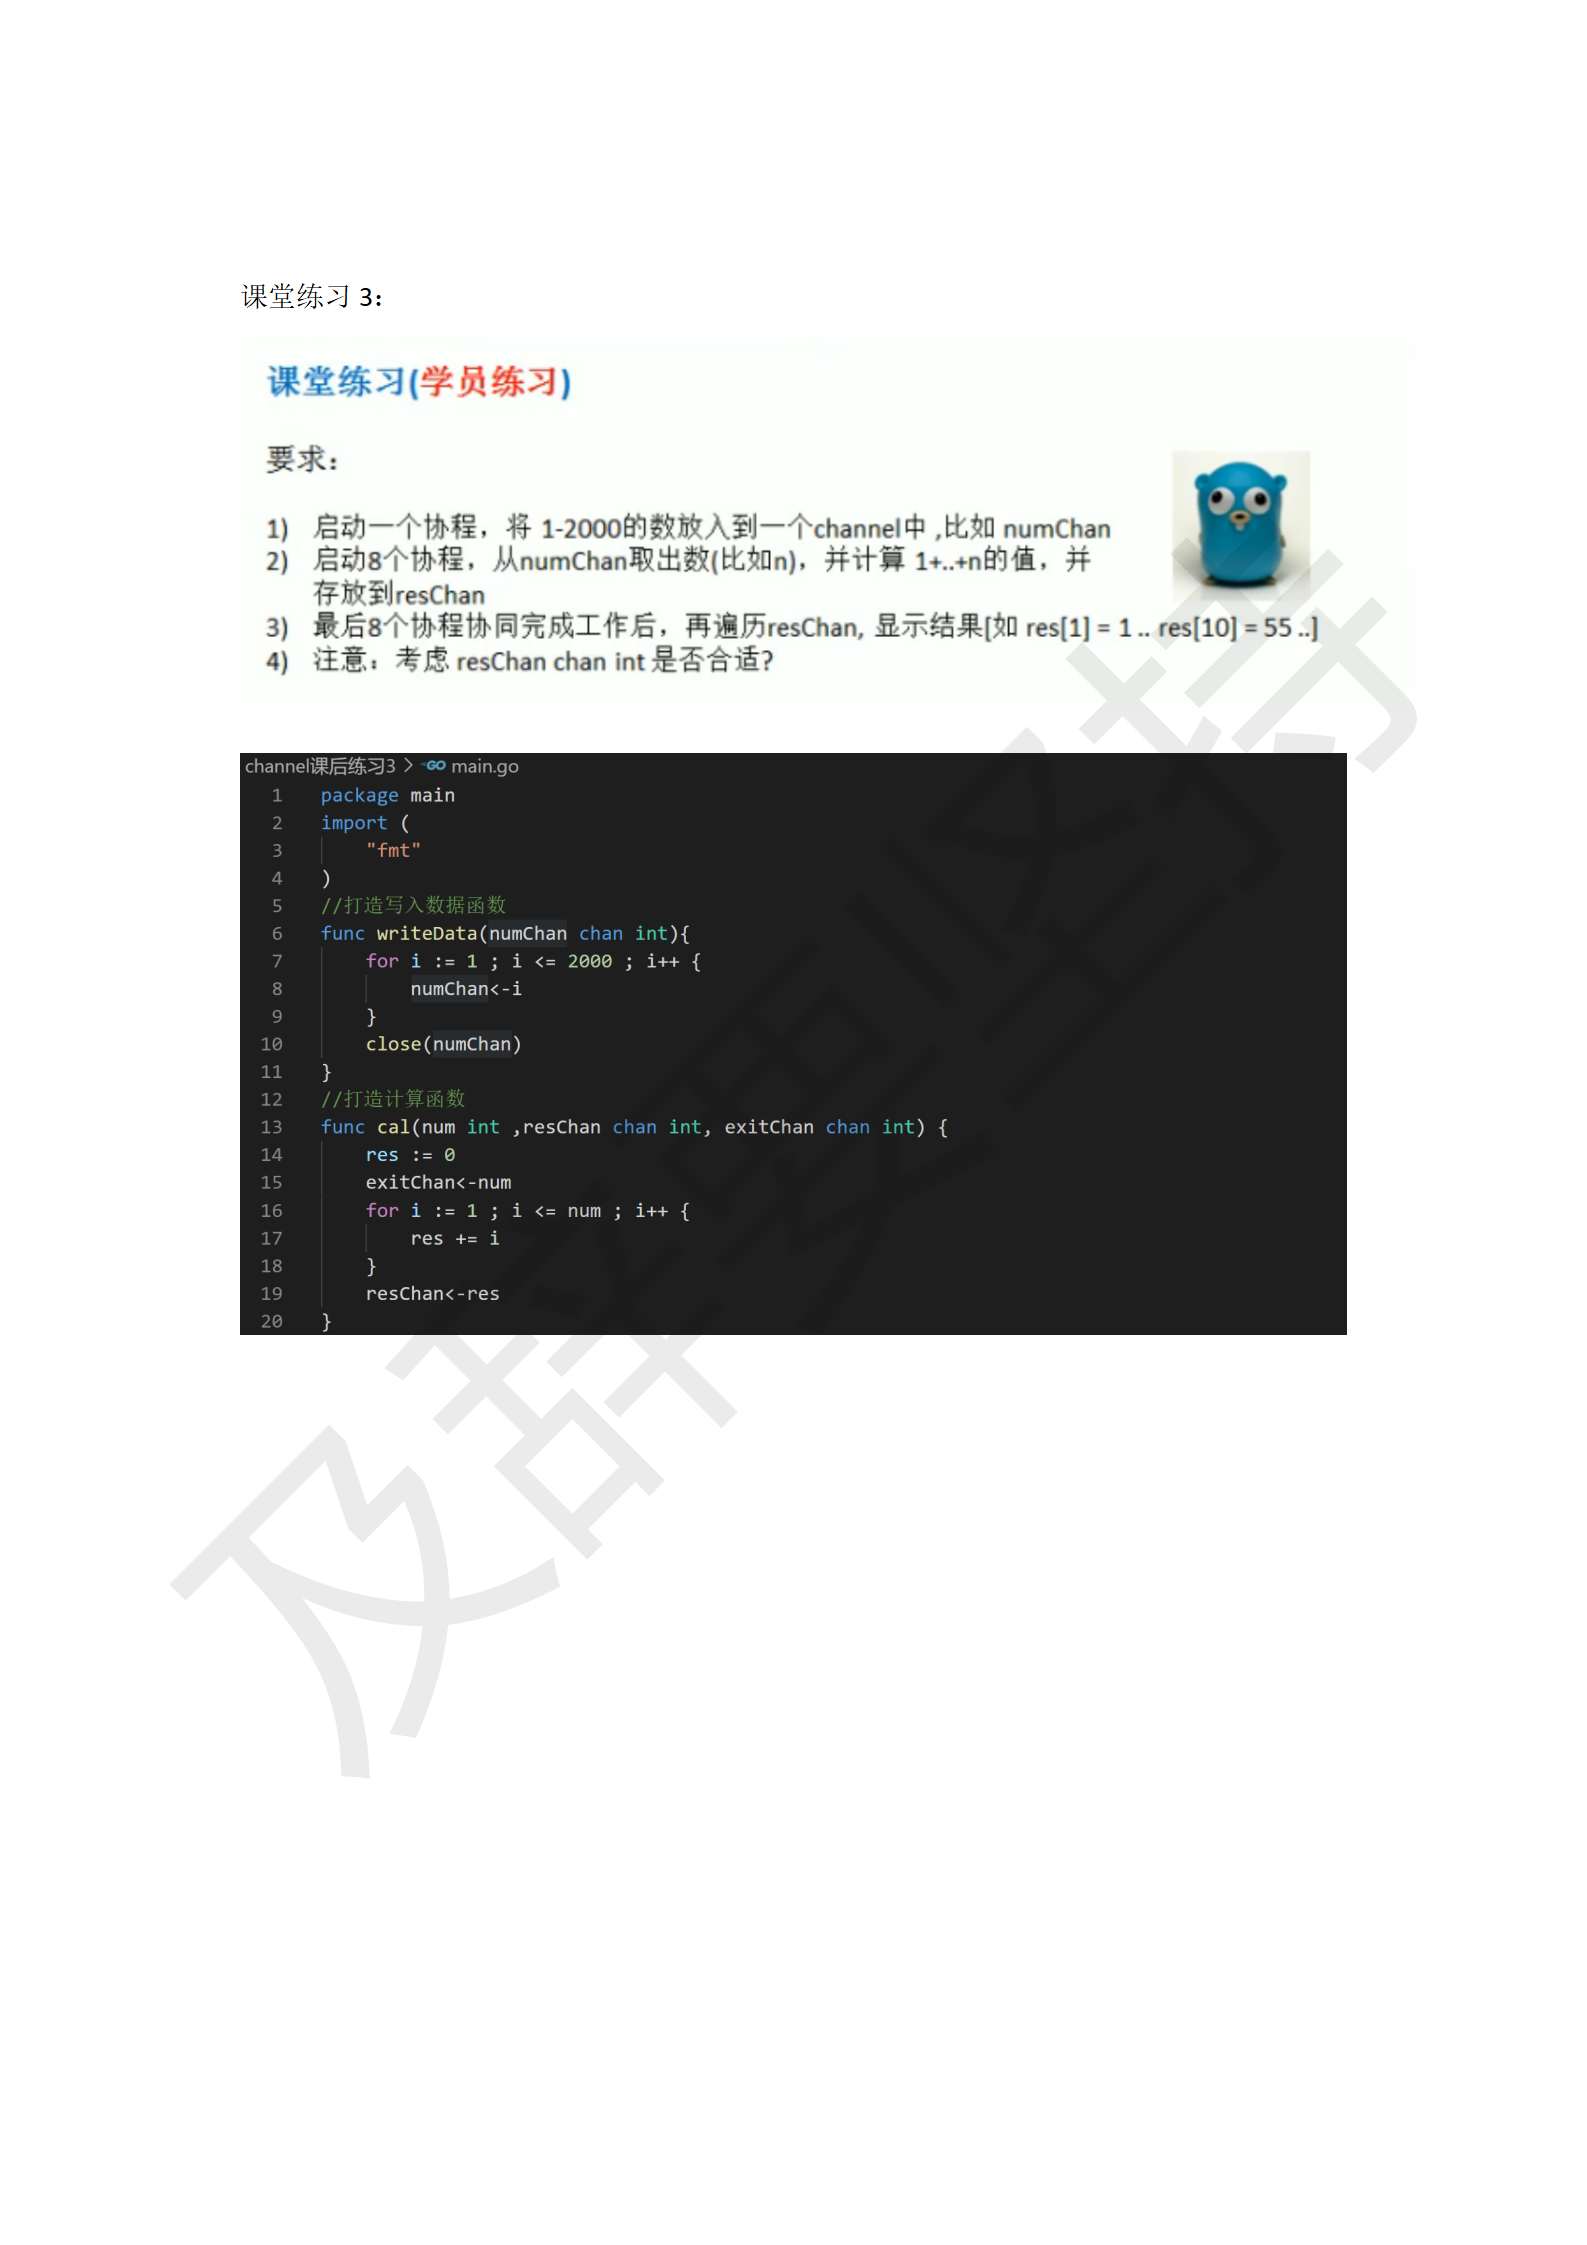 课堂练习 3：
课堂练习(学员练习)
要求：
1) 启动一个协程，将 1-2000的数放入到一个channel中 ,比如 numChan
2) 启动8个协程，从numChan取出数(比如n)，并计算 1+..+n的值，并
存放到resChan
3) 最后8个协程协同完成工作后，再遍历resChan, 显示结果[如 res[1] = 1 .. res[10] = 55 ..]
4) 注意：考虑 resChan chan int 是否合适?
channel课后练习3 > GO main.go
1 package main
2 import (
3 "fmt"
4 )
5 //打造写入数据函数
6 func writeData(numChan chan int){
7 for i := 1 ; i <= 2000 ; i++ {
8 numChan<-i
9 }
10 close(numChan)
11 }
12 //打造计算函数
13 func cal(num int ,resChan chan int, exitChan chan int) {
14 res := 0
15 exitChan<-num
16 for i := 1 ; i <= num ; i++ {
17 res += i
18 }
19 resChan<-res
20 }
及辞要坚持